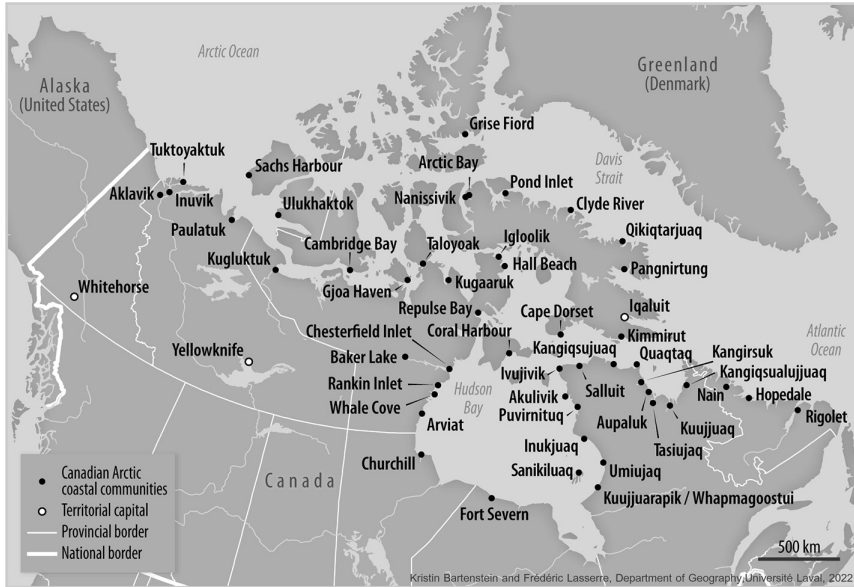 Arctic Ocean
Greenland
(Denmark)
Alaska
(United States)
Grise Fiord
Tuktoyaktuk
Sachs Harbour
Arctic Bay
Davis
Strait
Aklavik
Inuvik
Ulukhaktok
Nanissivik
Pond Inlet
Clyde River
Paulatuk
Cambridge Bay
Taloyoak
Igloolik
Qikiqtarjuaq
Kugluktuk
Hall Beach
Pangnirtung
Whitehorse
Gjoa Haven
Kugaaruk
Repulse Bay
Cape Dorset
Iqaluit
Chesterfield Inlet
Coral Harbour
Kimmirut
Atlantic
Ocean
Yellowknife
Baker Lake
Kangiqsujuaq
Quaqtaq
Kangirsuk
Rankin Inlet
Hudson
Bay
Ivujivik
Salluit
Kangiqsualujjuaq
Whale Cove
Akulivik
Nain
Hopedale
Arviat
Puvirnituq
Aupaluk
Kuujjuaq
Rigolet
Inukjuaq
Tasiujaq
Churchill
Sanikiluaq
Umiujaq
Canada
Kuujjuarapik / Whapmagoostui
Fort Severn
Canadian Arctic
coastal communities
Territorial capital
Provincial border
National border
500 km
Kristin Bartenstein and Frédéric Lasserre, Department of Geography,Université Laval, 2022